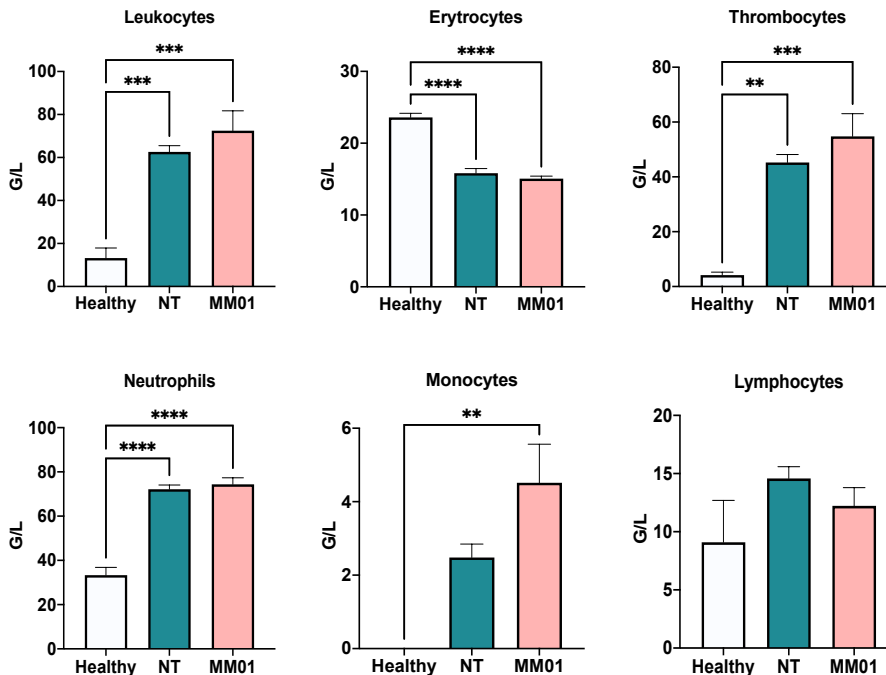 Leukocytes
***
***
100
80
60
40
20
0
G/L
Healthy NT MM01
Erytrocytes
****
****
30
20
10
0
G/L
Healthy NT MM01
Thrombocytes
***
**
80
60
40
20
0
G/L
Healthy NT MM01
Neutrophils
****
****
100
80
60
40
20
0
G/L
Healthy NT MM01
Monocytes
**
6
4
2
0
G/L
Healthy NT MM01
Lymphocytes
20
15
10
5
0
G/L
Healthy NT MM01